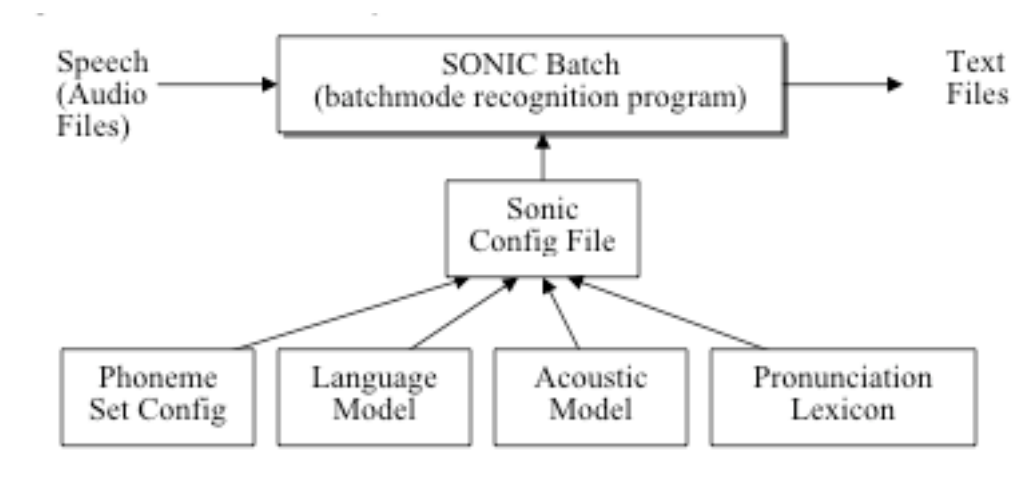 Speech
(Audio
Files)
SONIC Batch
(batchmode recognition program)
Text
Files
Sonic
Config File
Phoneme
Set Config
Language
Model
Acoustic
Model
Pronunciation
Lexicon